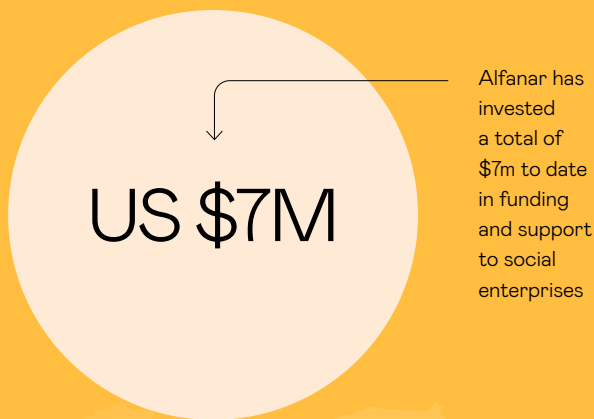 US $7M
Alfanar has
invested
a total of
$7m to date
in funding
and support
to social
enterprises